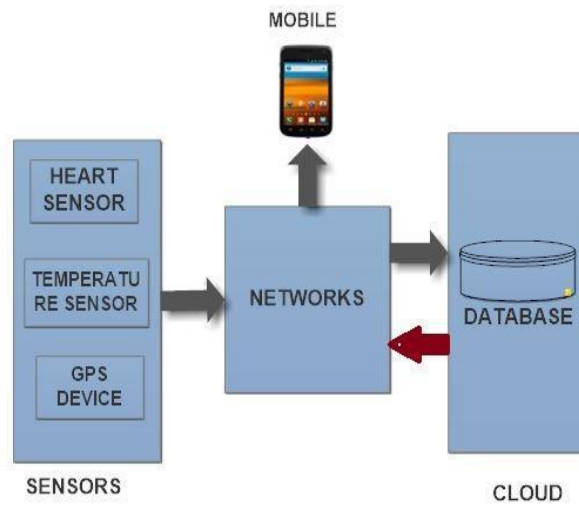 MOBILE
HEART
SENSOR
TEMPERATU
RE SENSOR
GPS
DEVICE
SENSORS
NETWORKS
DATABASE
CLOUD